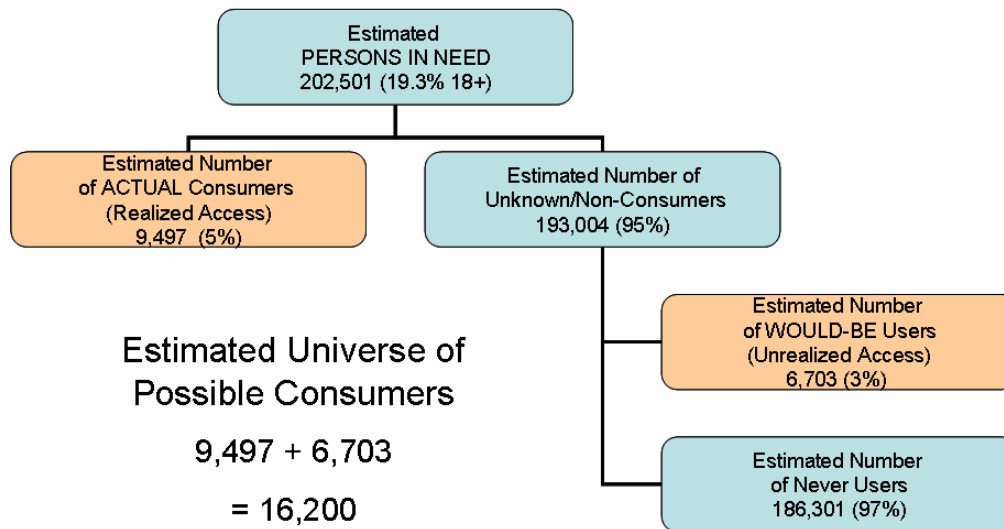 Estimated
PERSONS IN NEED
202,501 (19.3% 18+)
Estimated Number
of ACTUAL Consumers
(Realized Access)
9,497 (5%)
Estimated Number of
Unknown/Non-Consumers
193,004 (95%)
Estimated Number
of WOULD-BE Users
(Unrealized Access)
6,703 (3%)
Estimated Number
of Never Users
186,301 (97%)
Estimated Universe of
Possible Consumers
9,497 + 6,703
= 16,200